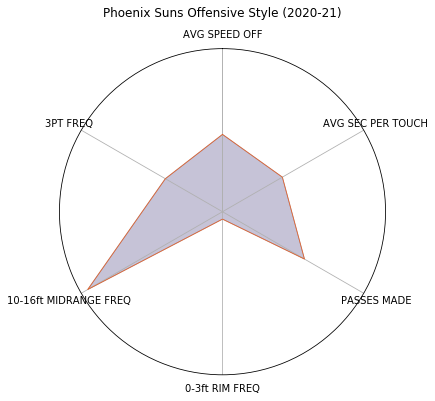 Phoenix Suns Offensive Style (2020-21)
AVG SPEED OFF
3PT FREQ
AVG SEC PER TOUCH
10-16ft MIDRANGE FREQ
PASSES MADE
0-3ft RIM FREQ